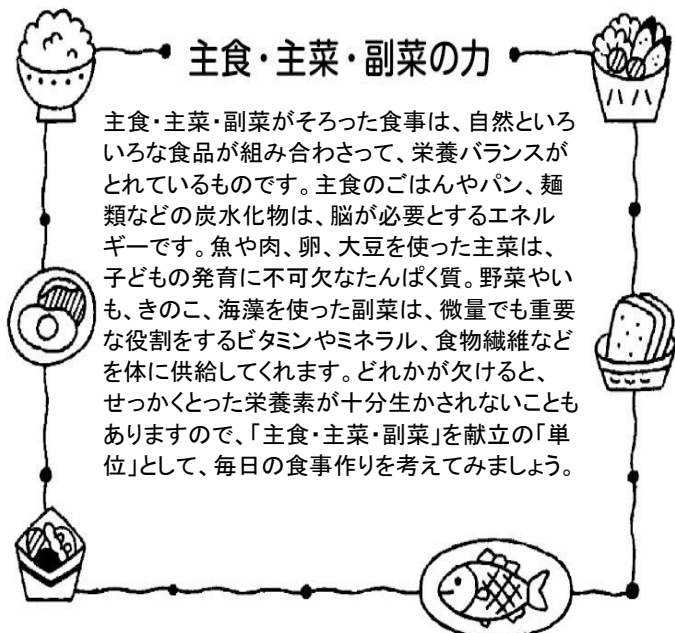 主食・主菜・副菜の力
主食・主菜・副菜がそろった食事は、自然といろ
いろな食品が組み合わさって、栄養バランスが
とれているものです。主食のごはんやパン、麺
類などの炭水化物は、脳が必要とするエネル
ギーです。魚や肉、卵、大豆を使った主菜は、
子どもの発育に不可欠なたんぱく質。野菜やい
も、きのこ、海藻を使った副菜は、微量でも重要
な役割をするビタミンやミネラル、食物繊維など
を体に供給してくれます。どれかが欠けると、
せっかくとった栄養素が十分生かされないことも
ありますので、「主食・主菜・副菜」を献立の「単
位」として、毎日の食事作りを考えてみましょう。